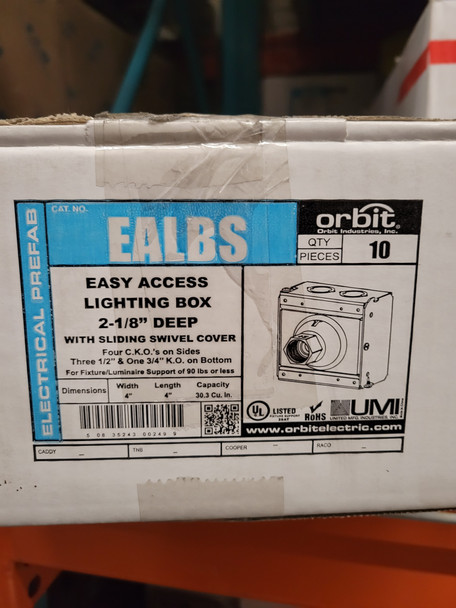 ELECTRICAL PREFAB
CAT. NO.
EALBS
orbit
Orbit Industries, Inc.
QTY
PIECES
10
EASY ACCESS
LIGHTING BOX
2-1/8" DEEP
WITH SLIDING SWIVEL COVER
Four C.K.O.'s on Sides
Three 1/2" & One 3/4" K.O. on Bottom
For Fixture/Luminaire Support of 90 lbs or less
Dimensions
Width
4"
Length
4"
Capacity
30.3 Cu. In.
UL LISTED
RoHS
UMI
UNITED MFG. INDUSTRIES, INC.
www.orbitelectric.com
CADDY –
TNB –
COOPER –
RACO –